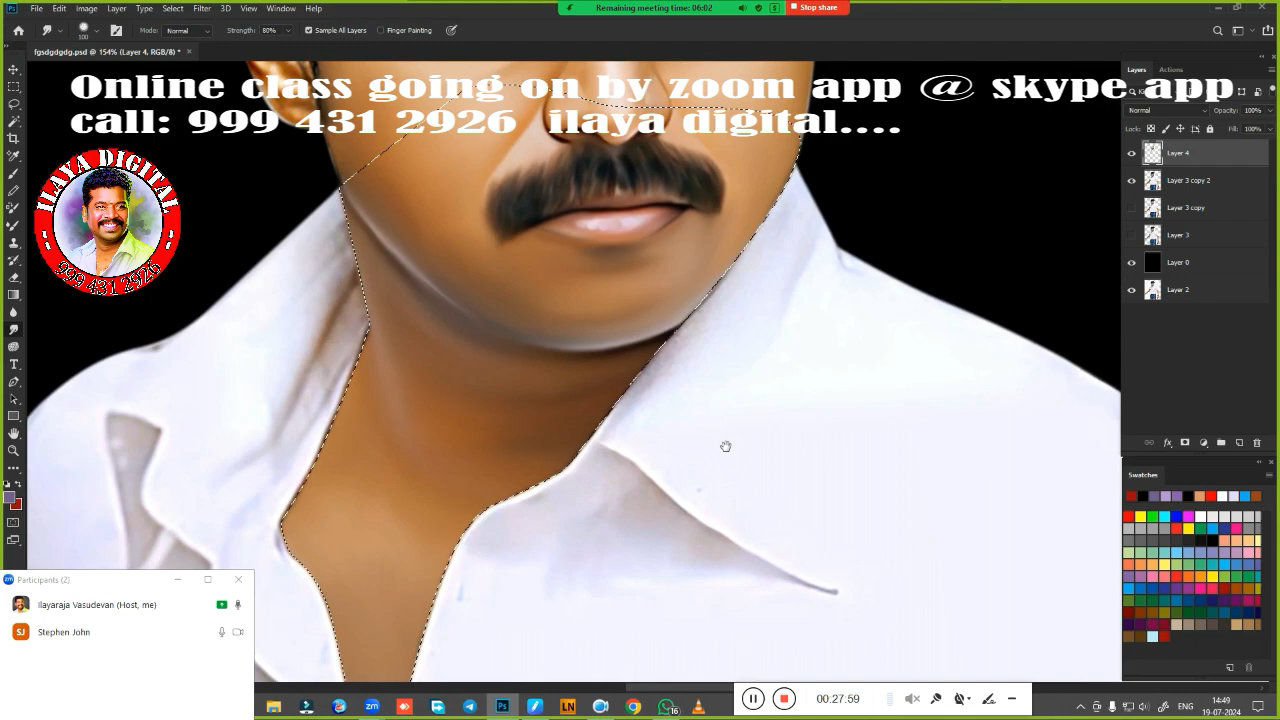 File Edit Image Layer Type Select Filter 3D View Window Help
Remaining meeting time: 06:02
Stop share
100
Mode: Normal Strength: 80% Sample All Layers Finger Painting
fgsdgdgdg.psd @ 154% (Layer 4, RGB/8) *
Online class going on by zoom app @ skype app
call: 999 431 2926 ilaya digital....
ILAYA DIGITAL
999 431 2926
Layers Actions
Normal Opacity: 100%
Lock: Fill: 100%
Layer 4
Layer 3 copy 2
Layer 3 copy
Layer 3
Layer 0
Layer 2
Swatches
Participants (2)
Ilayaraja Vasudevan (Host, me)
SJ Stephen John
00:27:59
16
14:49
19-07-2024